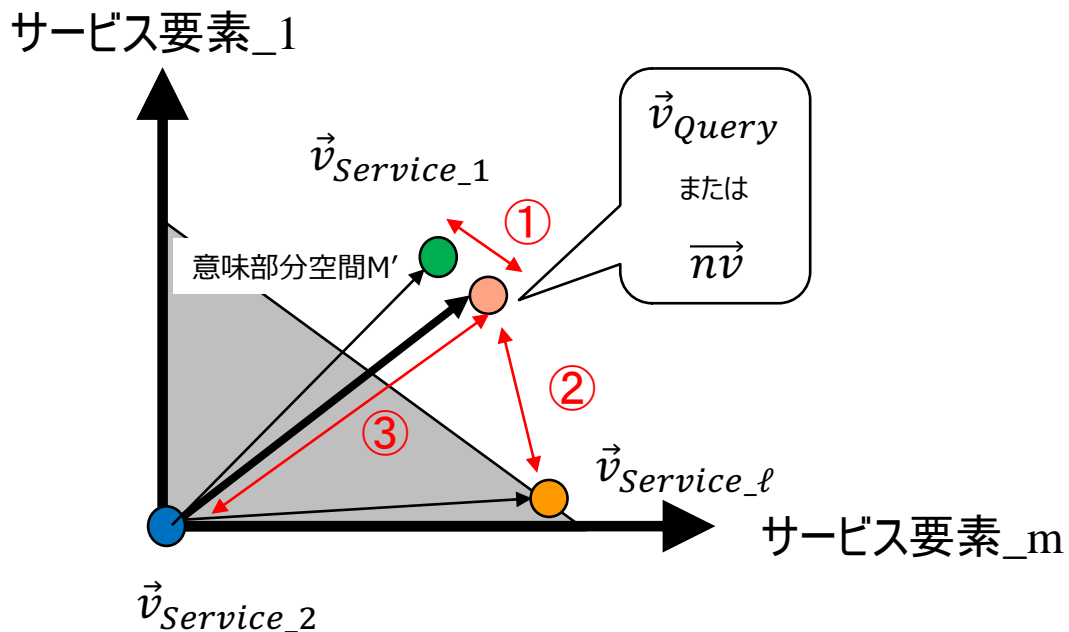 サービス要素_1
v⃗Query
または
nv⃗
v⃗Service_1
①
意味部分空間M′
②
③
v⃗Service_ℓ
サービス要素_m
v⃗Service_2